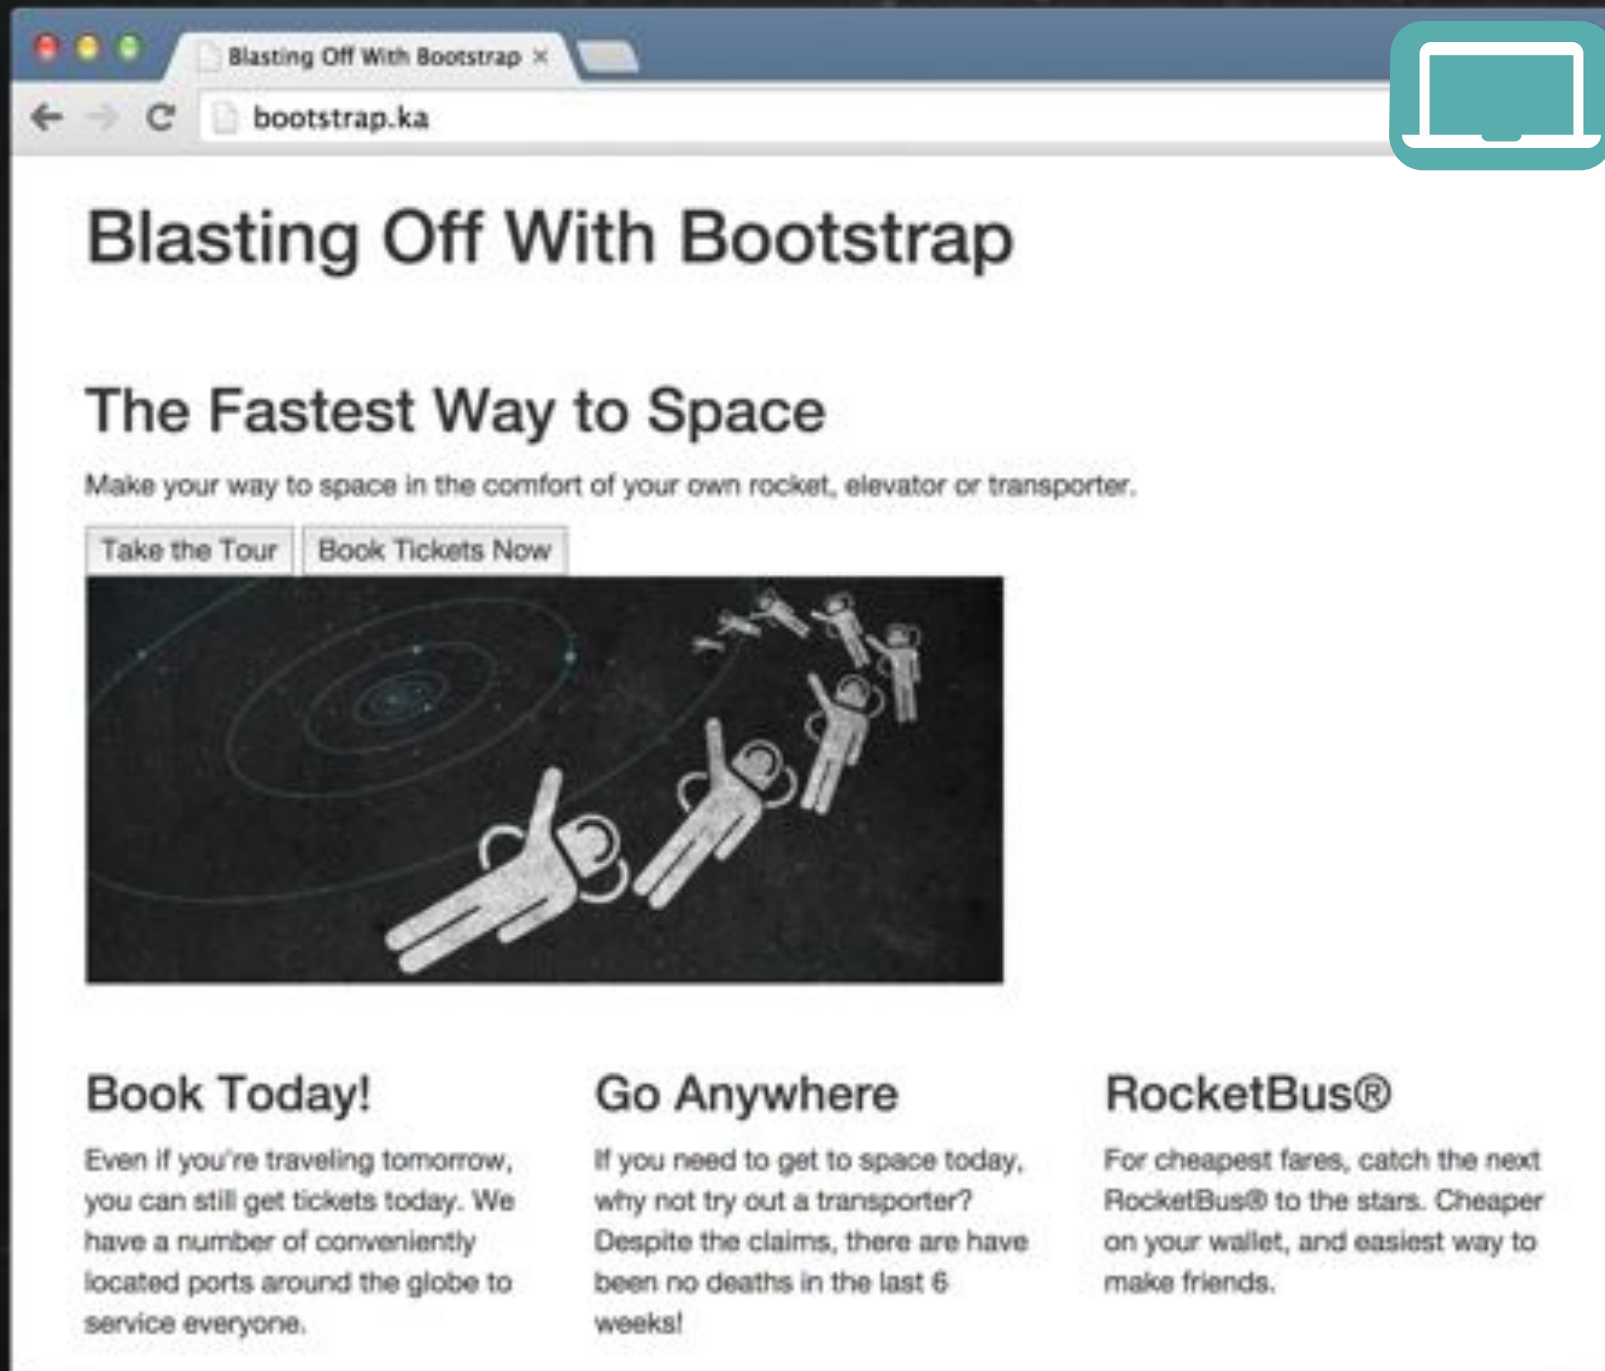 Blasting Off With Bootstrap ×
bootstrap.ka
Blasting Off With Bootstrap
The Fastest Way to Space
Make your way to space in the comfort of your own rocket, elevator or transporter.
Take the Tour
Book Tickets Now
Book Today!
Even if you're traveling tomorrow,
you can still get tickets today. We
have a number of conveniently
located ports around the globe to
service everyone.
Go Anywhere
If you need to get to space today,
why not try out a transporter?
Despite the claims, there are have
been no deaths in the last 6
weeks!
RocketBus®
For cheapest fares, catch the next
RocketBus® to the stars. Cheaper
on your wallet, and easiest way to
make friends.